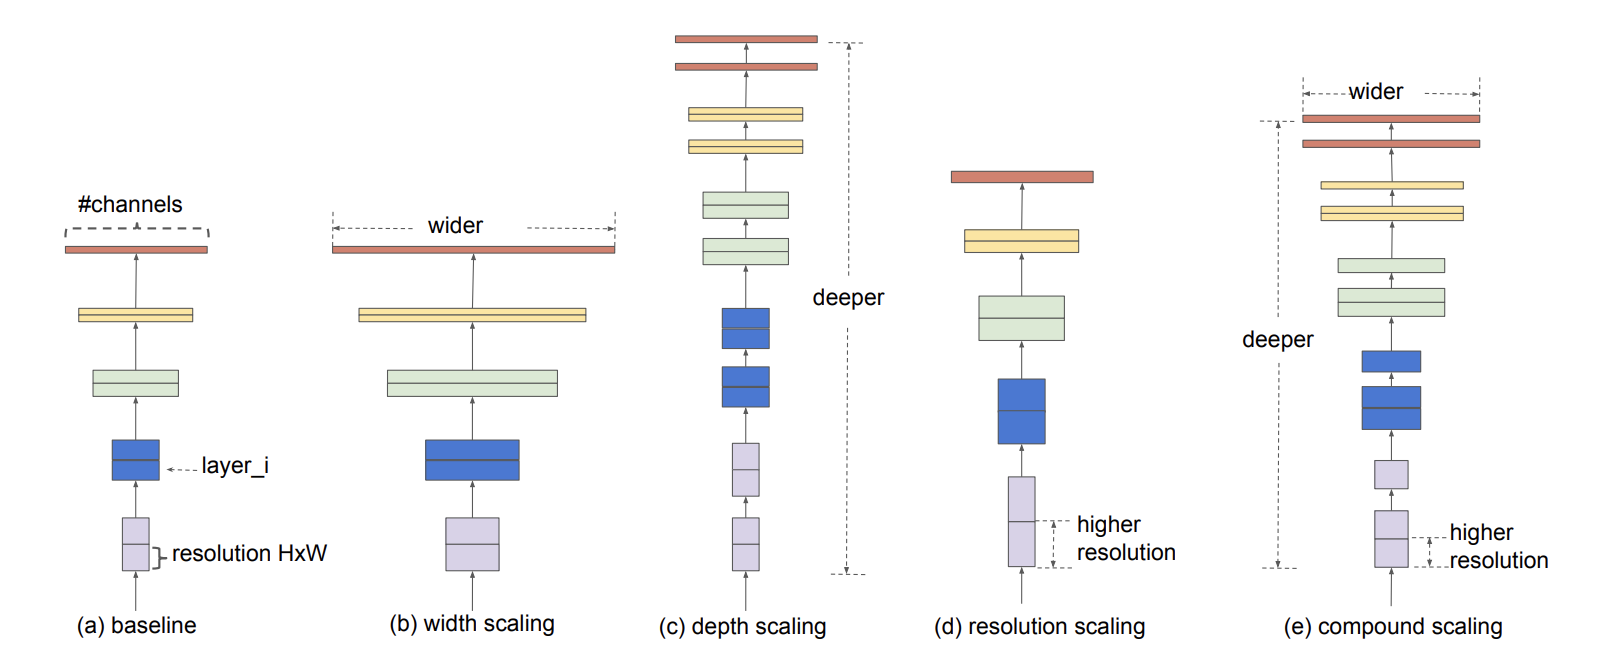 #channels
layer_i
resolution HxW
(a) baseline
wider
(b) width scaling
deeper
(c) depth scaling
higher
resolution
(d) resolution scaling
wider
deeper
higher
resolution
(e) compound scaling